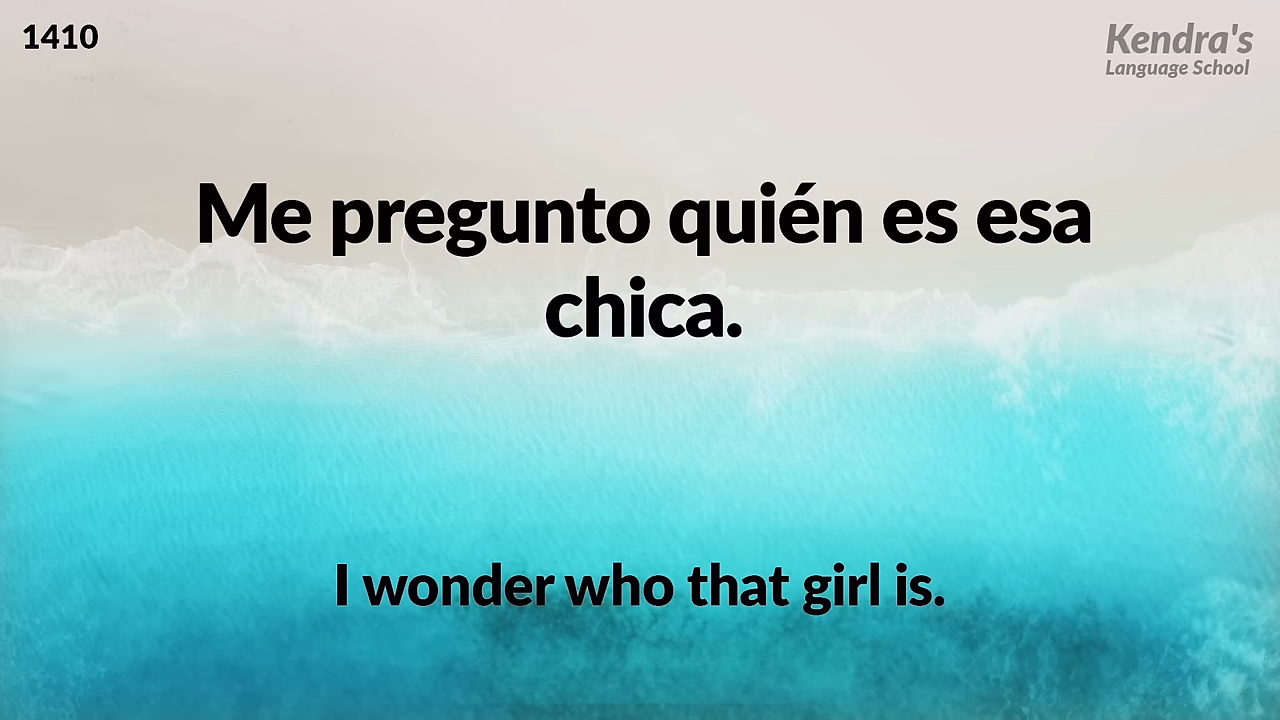 1410
Kendra's
Language School
Me pregunto quién es esa
chica.
I wonder who that girl is.